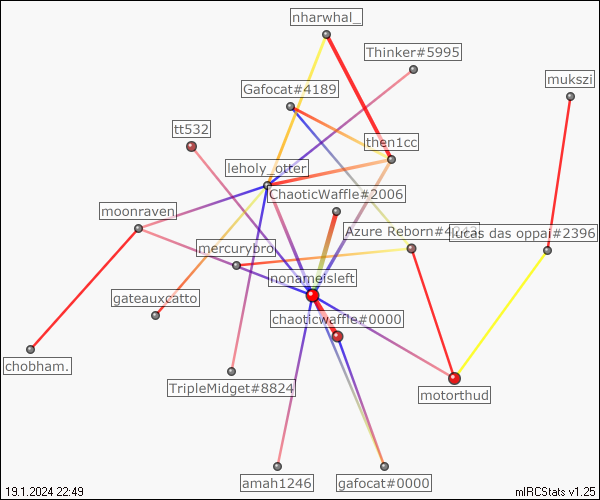 nharwhal_
Thinker#5995
mukszi
Gafocat#4189
tt532
then1cc
leholy_otter
ChaoticWaffle#2006
moonraven
Azure Reborn#
lucas das oppai#2396
mercurybro
nonameisleft
gateauxcatto
chaoticwaffle#0000
chobham.
TripleMidget#8824
motorthud
amah1246
gafocat#0000
19.1.2024 22:49
mIRCStats v1.25